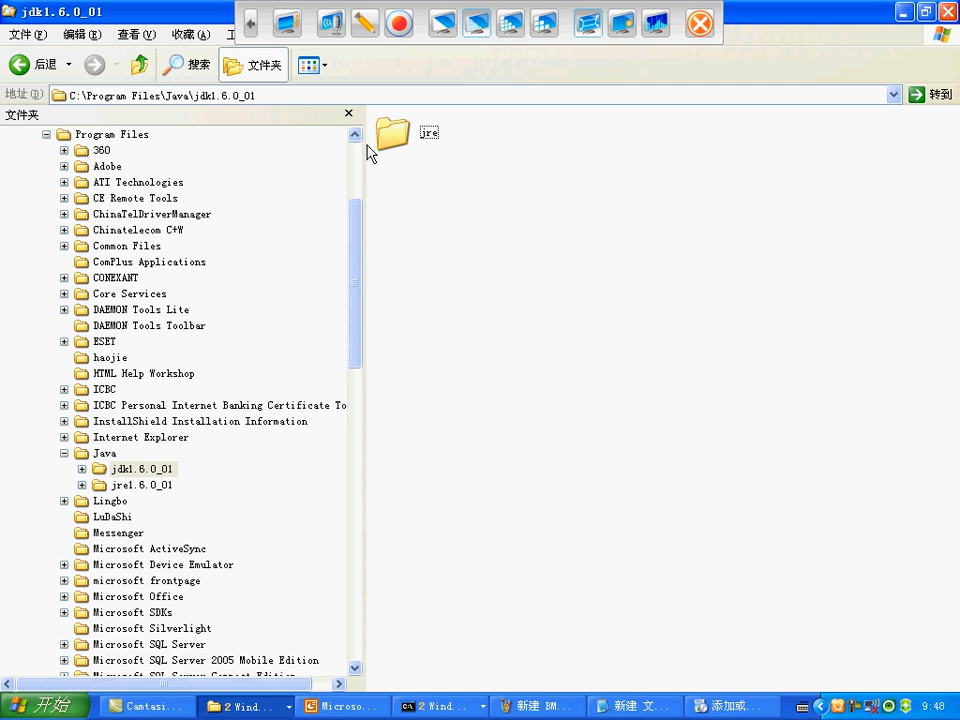 jdk1.6.0_01
文件(F) 编辑(E) 查看(V) 收藏(A) 工
后退 搜索 文件夹
地址(D) C:\Program Files\Java\jdk1.6.0_01 转到
文件夹
Program Files
360
Adobe
ATI Technologies
CE Remote Tools
ChinaTelDriverManager
Chinatelecom C+W
Common Files
ComPlus Applications
CONEXANT
Core Services
DAEMON Tools Lite
DAEMON Tools Toolbar
ESET
haojie
HTML Help Workshop
ICBC
ICBC Personal Internet Banking Certificate To
InstallShield Installation Information
Internet Explorer
Java
jdk1.6.0_01
jre1.6.0_01
Lingbo
LuDaShi
Messenger
Microsoft ActiveSync
Microsoft Device Emulator
microsoft frontpage
Microsoft Office
Microsoft SDKs
Microsoft Silverlight
Microsoft SQL Server
Microsoft SQL Server 2005 Mobile Edition
jre
开始 Camtasi... 2 Wind... Microso... 2 Wind... 新建 BM... 新建 文... 添加或... 9:48